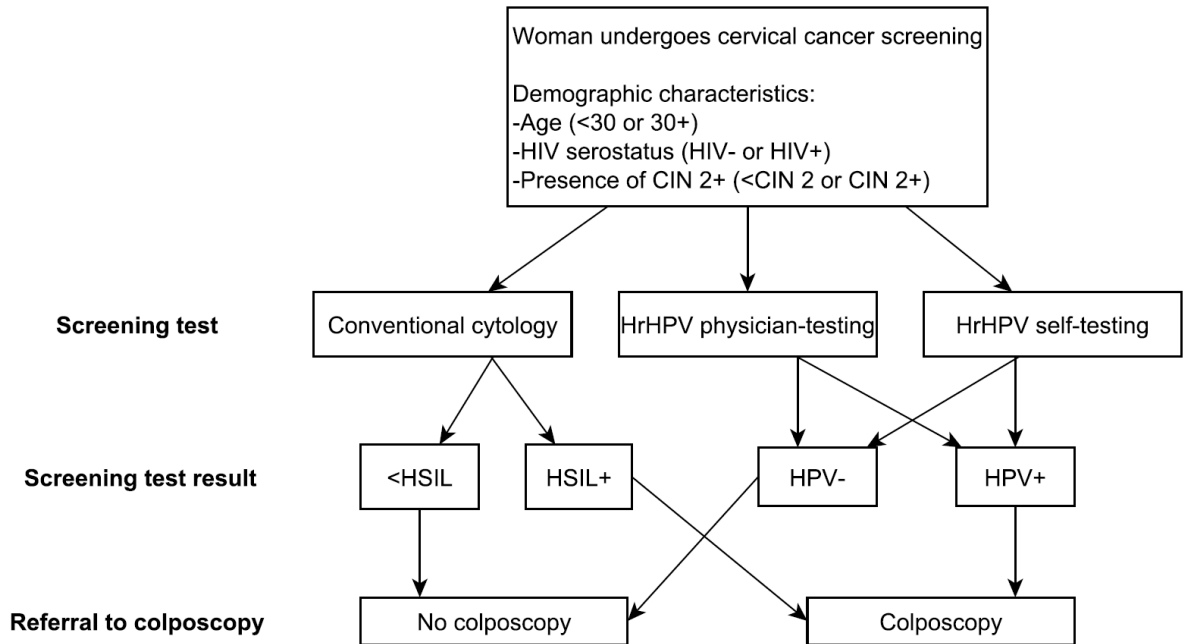 Woman undergoes cervical cancer screening
Demographic characteristics:
-Age (<30 or 30+)
-HIV serostatus (HIV- or HIV+)
-Presence of CIN 2+ (<CIN 2 or CIN 2+)
Screening test
Conventional cytology
HrHPV physician-testing
HrHPV self-testing
Screening test result
<HSIL
HSIL+
HPV-
HPV+
Referral to colposcopy
No colposcopy
Colposcopy